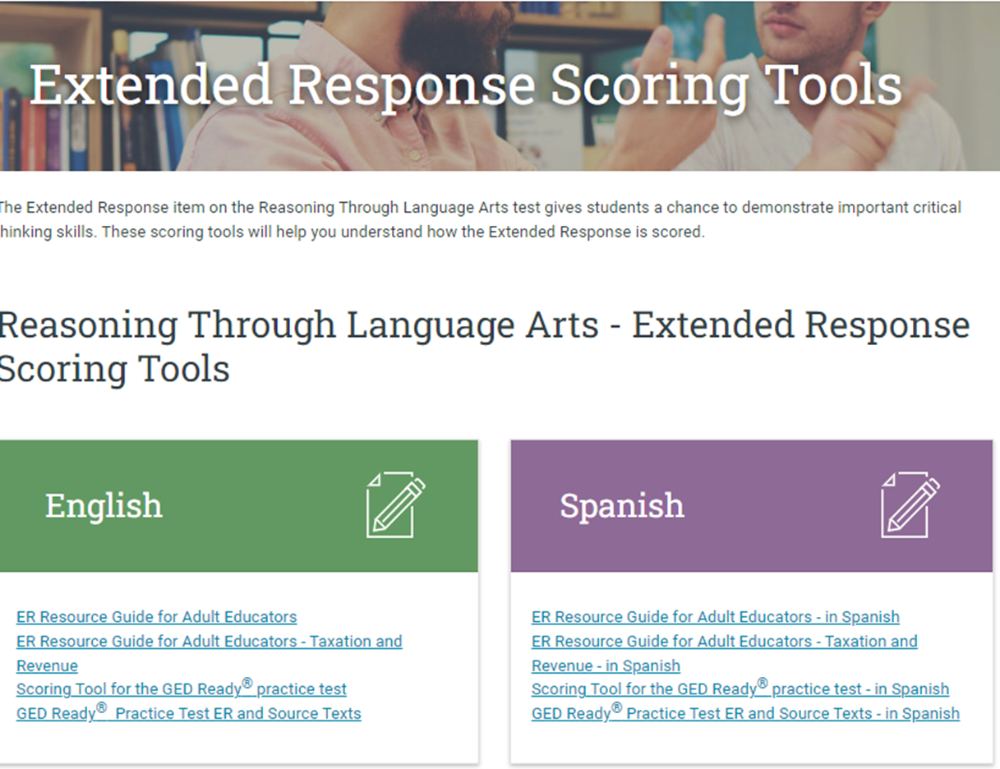 Extended Response Scoring Tools
The Extended Response item on the Reasoning Through Language Arts test gives students a chance to demonstrate important critical
thinking skills. These scoring tools will help you understand how the Extended Response is scored.
Reasoning Through Language Arts - Extended Response
Scoring Tools
English
ER Resource Guide for Adult Educators
ER Resource Guide for Adult Educators - Taxation and
Revenue
Scoring Tool for the GED Ready® practice test
GED Ready® Practice Test ER and Source Texts
Spanish
ER Resource Guide for Adult Educators - in Spanish
ER Resource Guide for Adult Educators - Taxation and
Revenue - in Spanish
Scoring Tool for the GED Ready® practice test - in Spanish
GED Ready® Practice Test ER and Source Texts - in Spanish